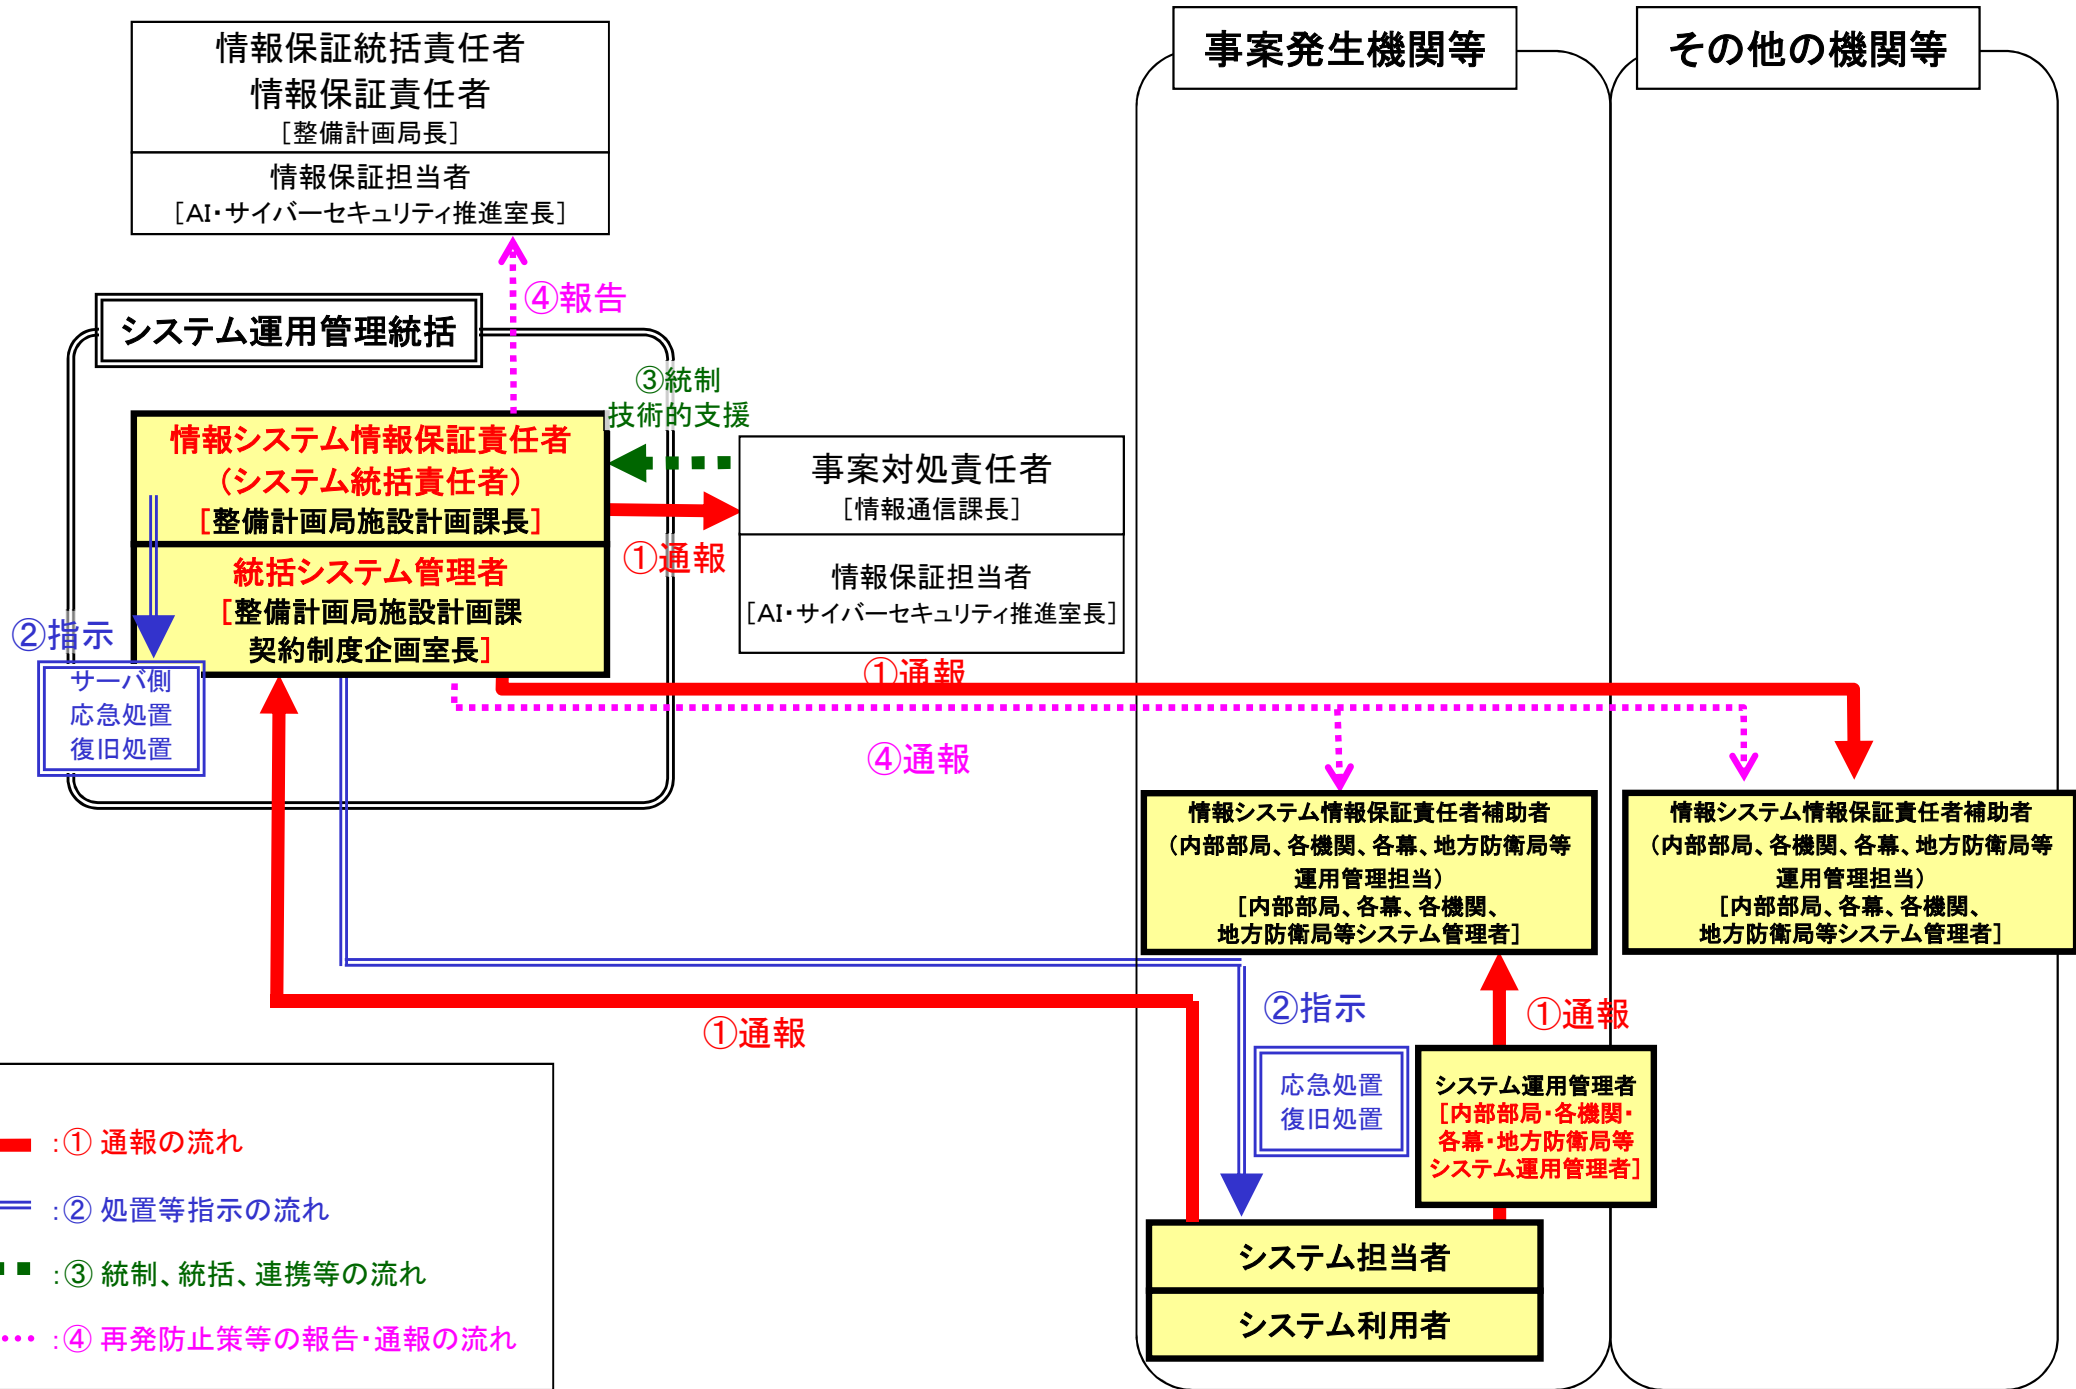 事案発生機関等
その他の機関等
情報保証統括責任者
情報保証責任者
[整備計画局長]
情報保証担当者
[AI・サイバーセキュリティ推進室長]
④報告
システム運用管理統括
③統制
技術的支援
情報システム情報保証責任者
（システム統括責任者）
[整備計画局施設計画課長]
統括システム管理者
[整備計画局施設計画課
契約制度企画室長]
事案対処責任者
[情報通信課長]
情報保証担当者
[AI・サイバーセキュリティ推進室長]
①通報
②指示
サーバ側
応急処置
復旧処置
①通報
④通報
情報システム情報保証責任者補助者
（内部部局、各機関、各幕、地方防衛局等
運用管理担当）
[内部部局、各幕、各機関、
地方防衛局等システム管理者]
情報システム情報保証責任者補助者
（内部部局、各機関、各幕、地方防衛局等
運用管理担当）
[内部部局、各幕、各機関、
地方防衛局等システム管理者]
①通報
②指示
①通報
応急処置
復旧処置
システム運用管理者
[内部部局・各機関・
各幕・地方防衛局等
システム運用管理者]
システム担当者
システム利用者
:① 通報の流れ
:② 処置等指示の流れ
:③ 統制、統括、連携等の流れ
:④ 再発防止策等の報告・通報の流れ